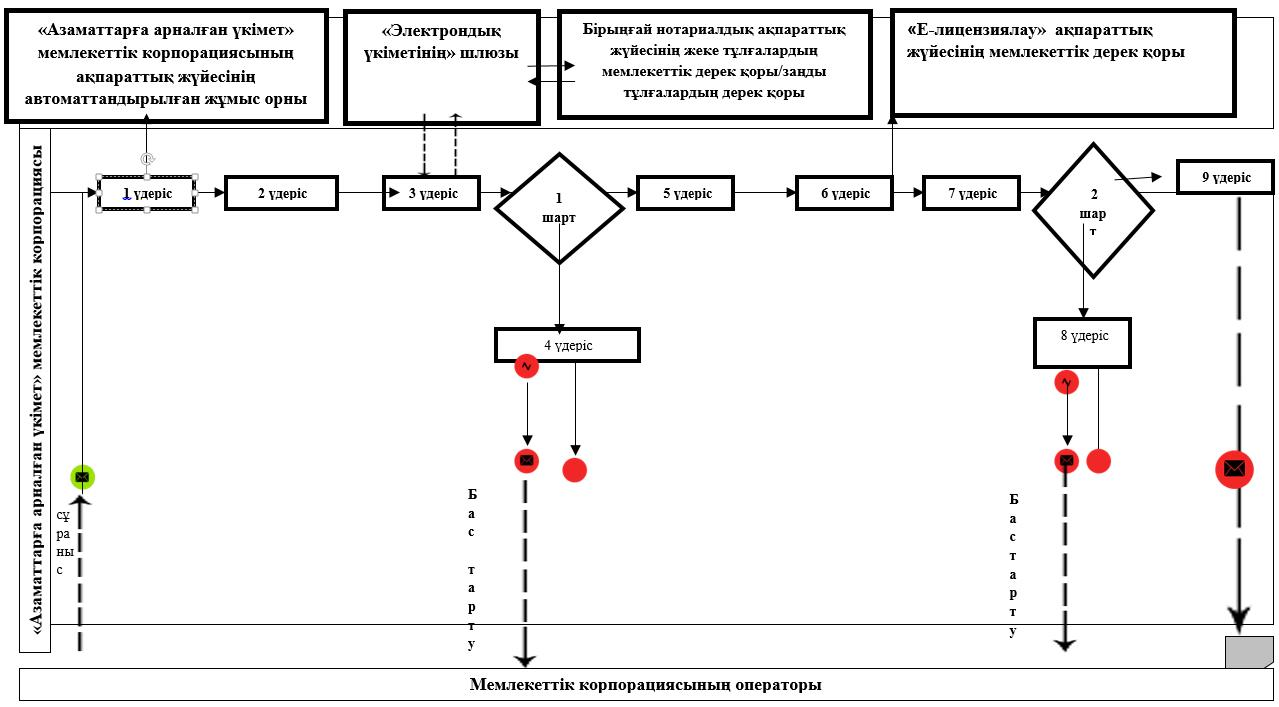 «Азаматтарға арналған үкімет»
мемлекеттік корпорациясының
ақпараттық жүйесінің
автоматтандырылған жұмыс орны
«Электрондық
үкіметінің» шлюзы
Бірыңғай нотариалдық ақпараттық
жүйесінің жеке тұлғалардың
мемлекеттік дерек қоры/заңды
тұлғалардың дерек қоры
«Е-лицензиялау» ақпараттық
жүйесінің мемлекеттік дерек қоры
«Азаматтарға арналған үкімет» мемлекеттік корпорациясы
1 үдеріс
2 үдеріс
3 үдеріс
1
шарт
5 үдеріс
6 үдеріс
7 үдеріс
2
шар
т
9 үдеріс
4 үдеріс
8 үдеріс
сұ
ра
ны
с
Б
а
с
т
а
р
т
у
Б
а
с
т
а
р
т
у
Мемлекеттік корпорациясының операторы